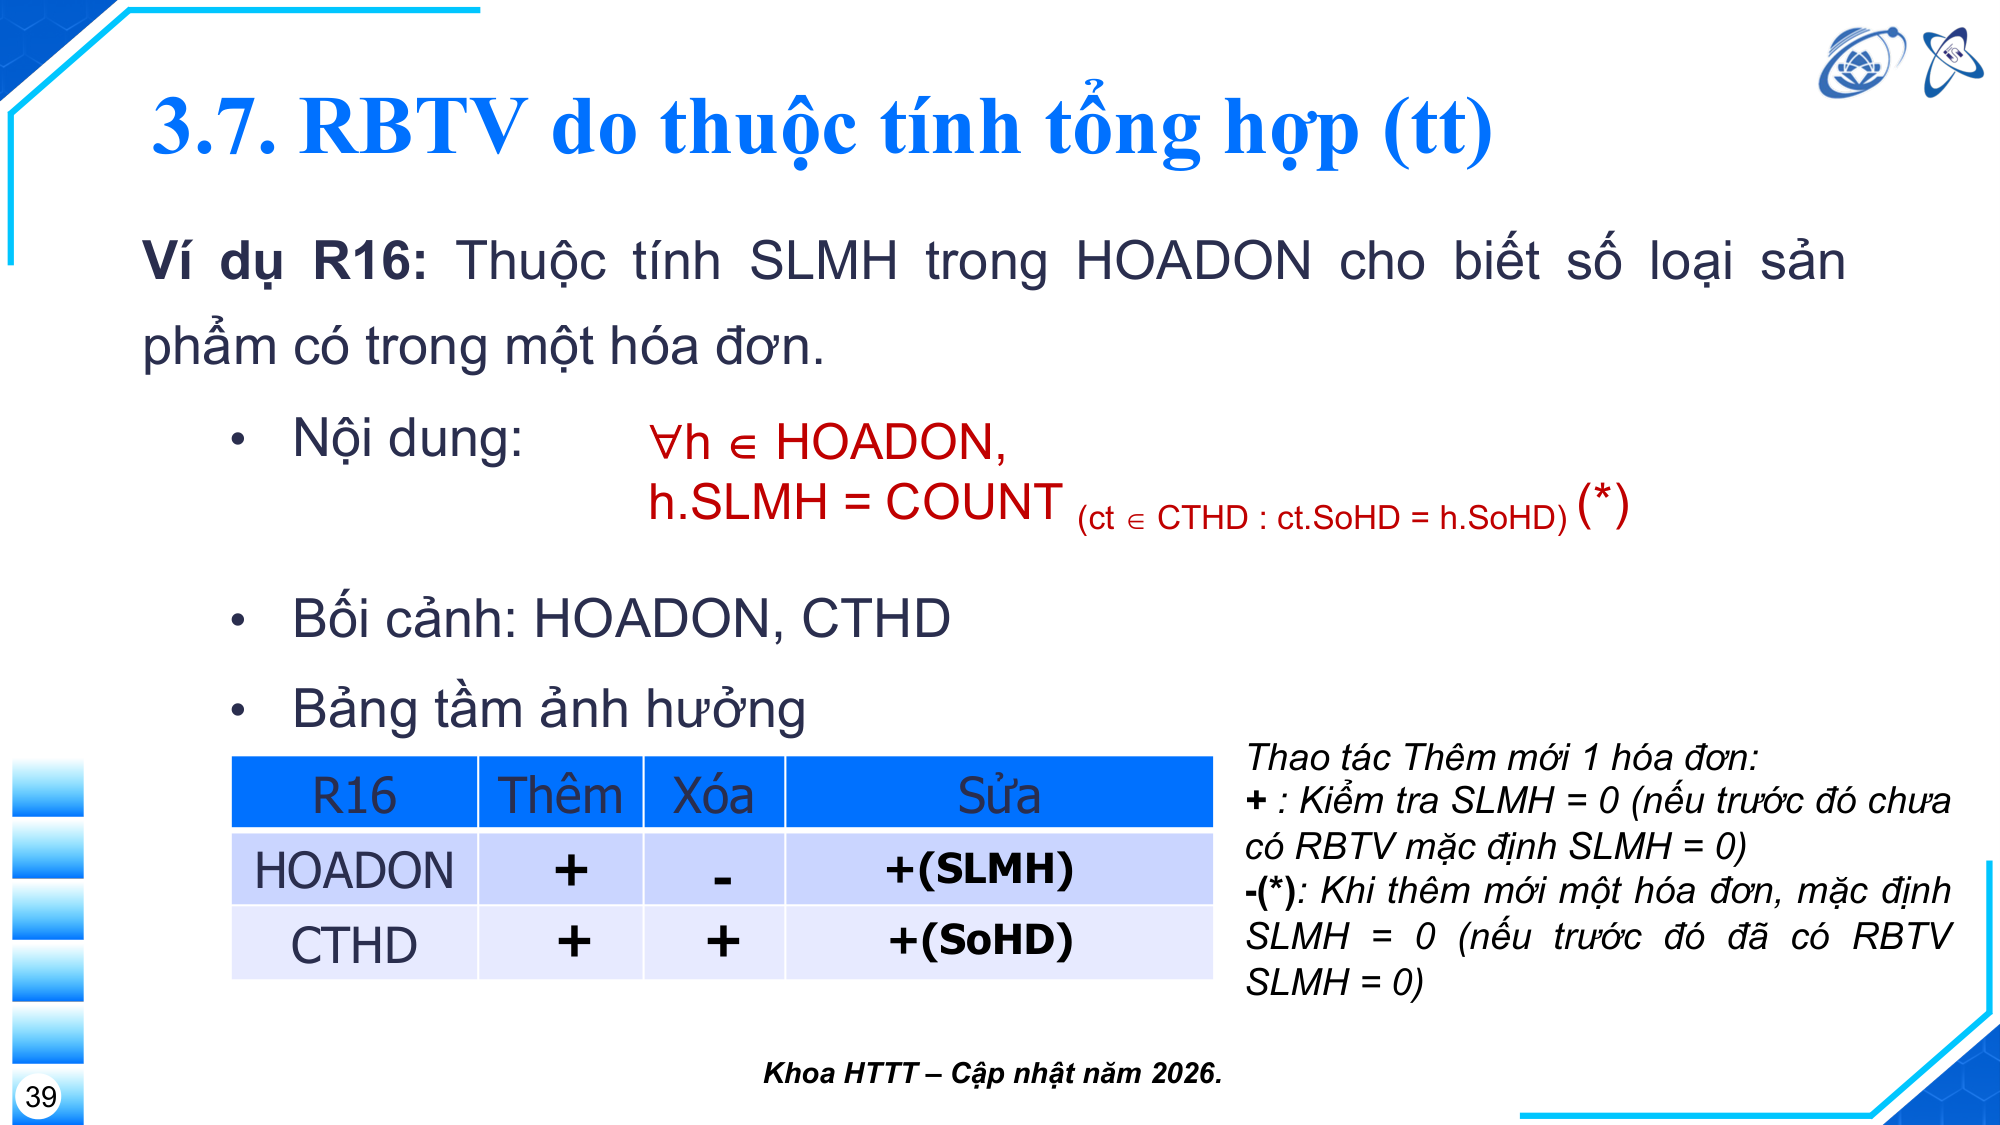 3.7. RBTV do thuộc tính tổng hợp (tt)
Ví dụ R16: Thuộc tính SLMH trong HOADON cho biết số loại sản
phẩm có trong một hóa đơn.
• Nội dung:
∀h ∈ HOADON,
h.SLMH = COUNT (ct ∈ CTHD : ct.SoHD = h.SoHD) (*)
• Bối cảnh: HOADON, CTHD
• Bảng tầm ảnh hưởng
R16 Thêm Xóa Sửa
HOADON + - +(SLMH)
CTHD + + +(SoHD)
Thao tác Thêm mới 1 hóa đơn:
+ : Kiểm tra SLMH = 0 (nếu trước đó chưa
có RBTV mặc định SLMH = 0)
-(*): Khi thêm mới một hóa đơn, mặc định
SLMH = 0 (nếu trước đó đã có RBTV
SLMH = 0)
Khoa HTTT – Cập nhật năm 2026.
39